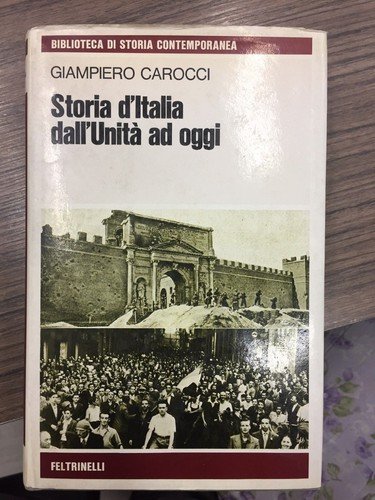 BIBLIOTECA DI STORIA CONTEMPORANEA
GIAMPIERO CAROCCI
Storia d'Italia
dall'Unità ad oggi
FELTRINELLI